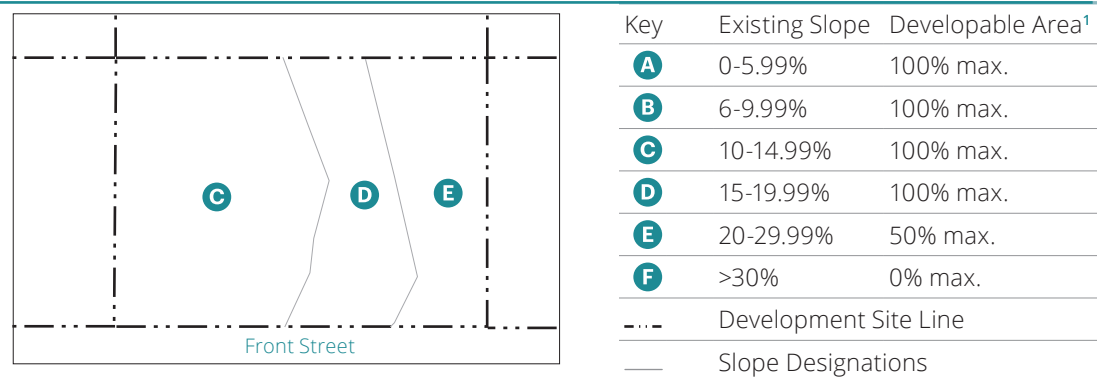 C
D
E
Front Street
Key Existing Slope Developable Area¹
A 0-5.99% 100% max.
B 6-9.99% 100% max.
C 10-14.99% 100% max.
D 15-19.99% 100% max.
E 20-29.99% 50% max.
F >30% 0% max.
Development Site Line
Slope Designations